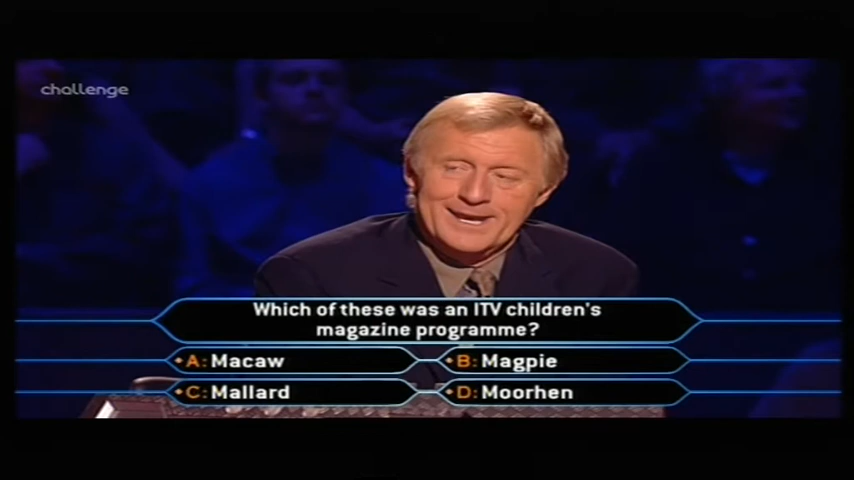 challenge
Which of these was an ITV children's
magazine programme?
A: Macaw
B: Magpie
C: Mallard
D: Moorhen